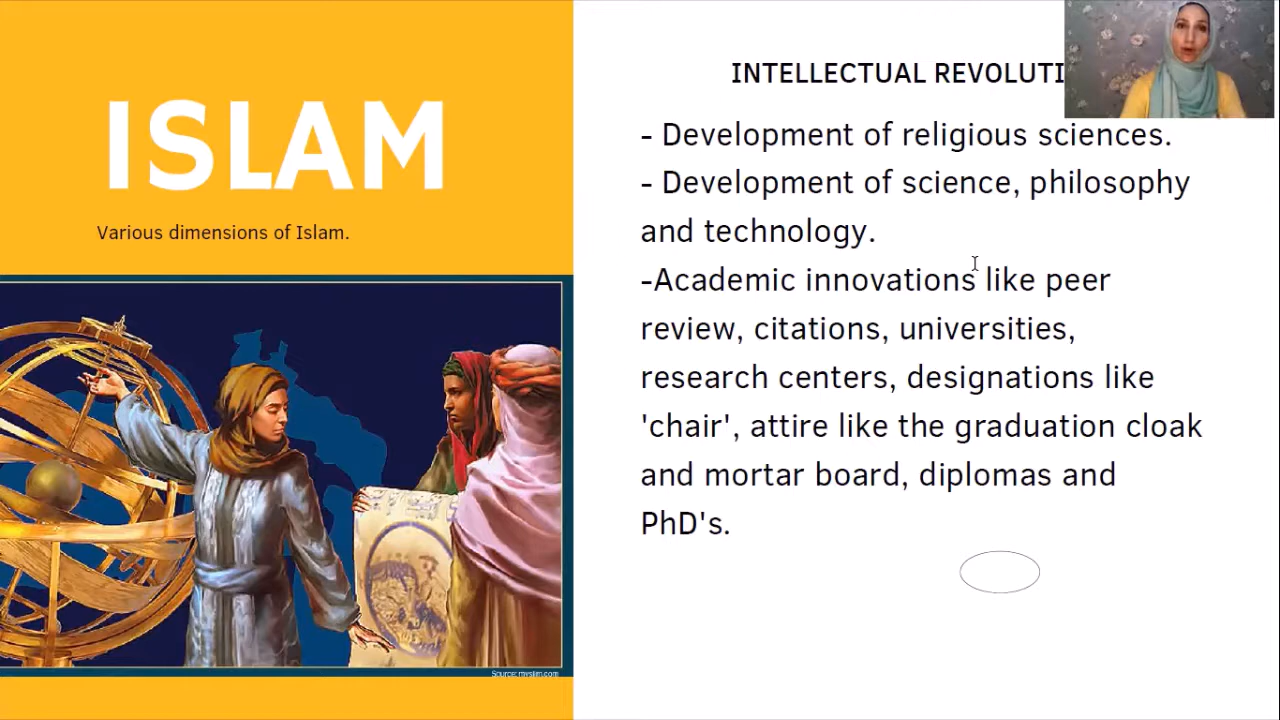 ISLAM
Various dimensions of Islam.
INTELLECTUAL
- Development of religious sciences.
- Development of science, philosophy
and technology.
-Academic innovations like peer
review, citations, universities,
research centers, designations like
'chair', attire like the graduation cloak
and mortar board, diplomas and
PhD's.